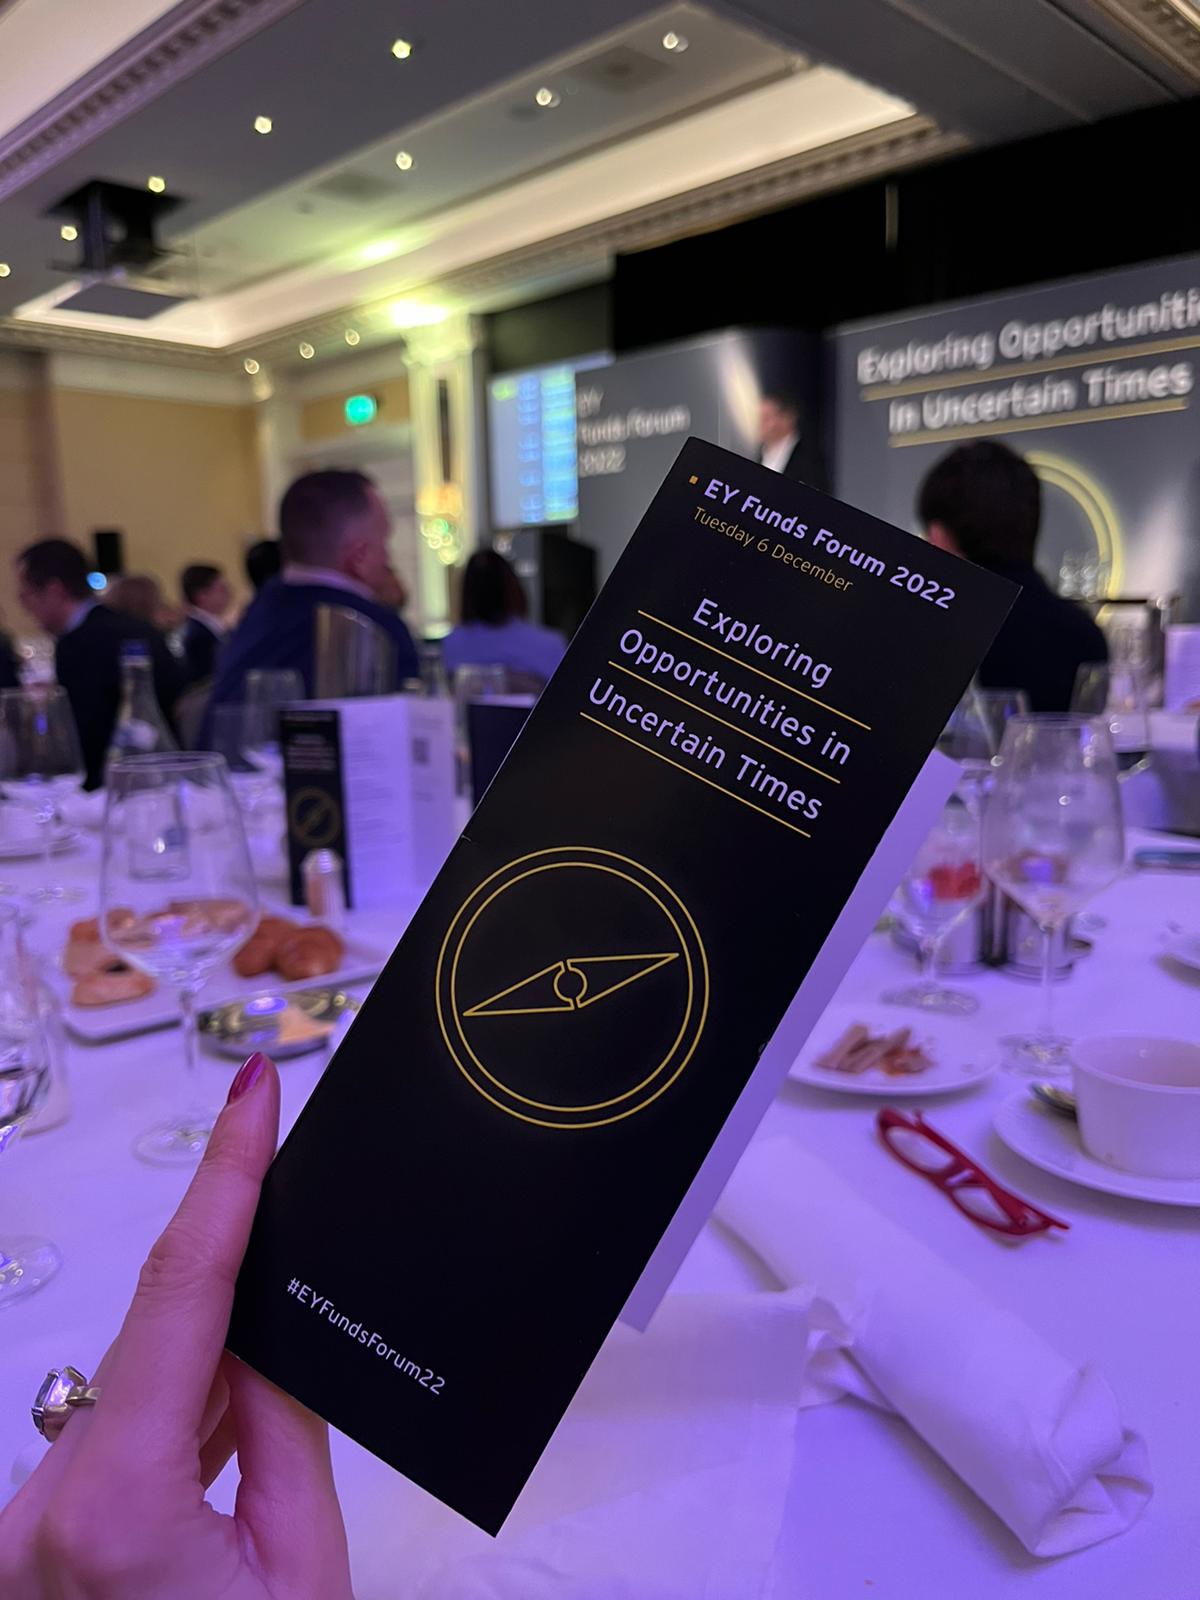 EY Funds Forum 2022
Tuesday 6 December
Exploring
Opportunities in
Uncertain Times
#EYFundsForum22
EY
Funds Forum
2022
Exploring Opportuniti
in Uncertain Times